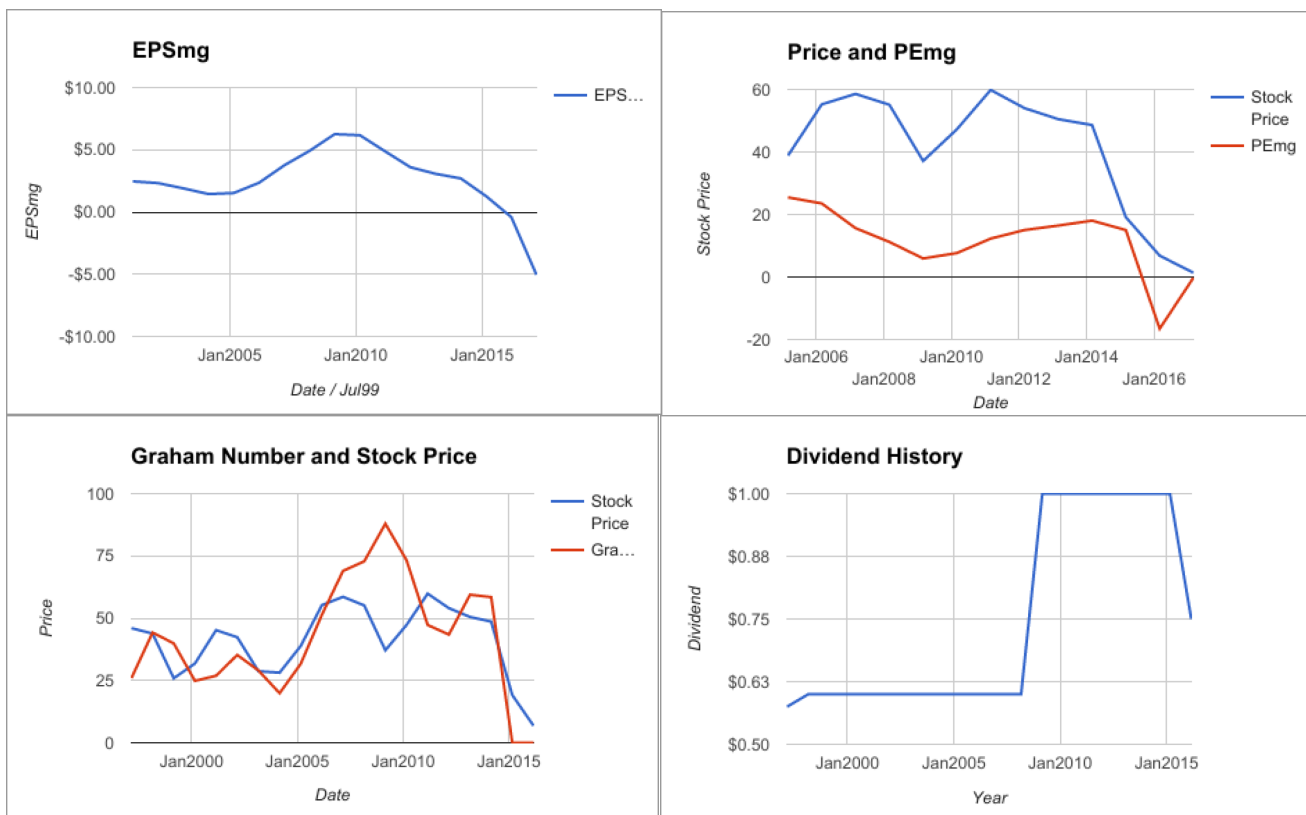 EPSmg
$10.00
$5.00
$0.00
-$5.00
-$10.00
EPSmg
Jan2005
Jan2010
Jan2015
Date / Jul99
EPS…
Price and PEmg
60
40
20
0
-20
Stock Price
Jan2006
Jan2008
Jan2010
Jan2012
Jan2014
Jan2016
Date
Stock
Price
PEmg
Graham Number and Stock Price
100
75
50
25
0
Price
Jan2000
Jan2005
Jan2010
Jan2015
Date
Stock
Price
Gra…
Dividend History
$1.00
$0.88
$0.75
$0.63
$0.50
Dividend
Jan2000
Jan2005
Jan2010
Jan2015
Year